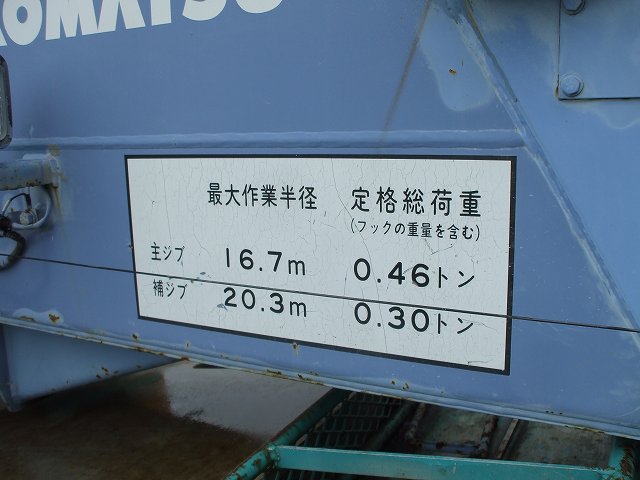 KOMATSU
最大作業半径 定格総荷重
(フックの重量を含む)
主ジブ 16.7m 0.46トン
補ジブ 20.3m 0.30トン